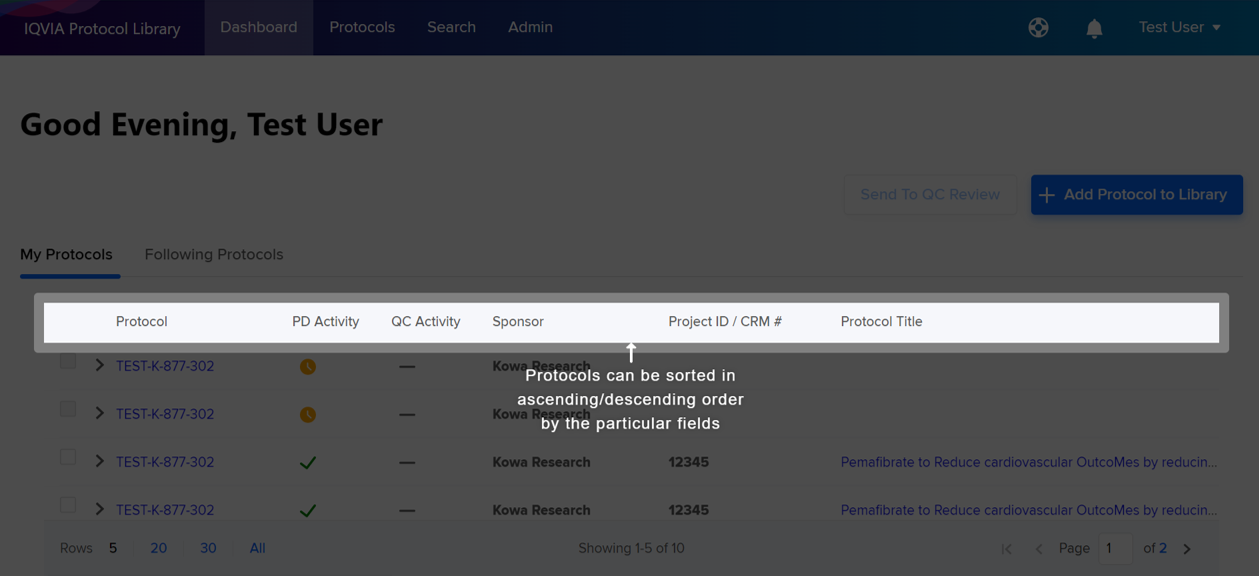 IQVIA Protocol Library Dashboard Protocols Search Admin Test User
Good Evening, Test User
Send To QC Review Add Protocol to Library
My Protocols Following Protocols
Protocol PD Activity QC Activity Sponsor Project ID / CRM # Protocol Title
TEST-K-877-302 — Kowa Research
Protocols can be sorted in
ascending/descending order
by the particular fields
TEST-K-877-302 — Kowa Research
TEST-K-877-302 — Kowa Research 12345 Pemafibrate to Reduce cardiovascular OutcoMes by reducin...
TEST-K-877-302 — Kowa Research 12345 Pemafibrate to Reduce cardiovascular OutcoMes by reducin...
Rows 5 20 30 All Showing 1-5 of 10 Page 1 of 2